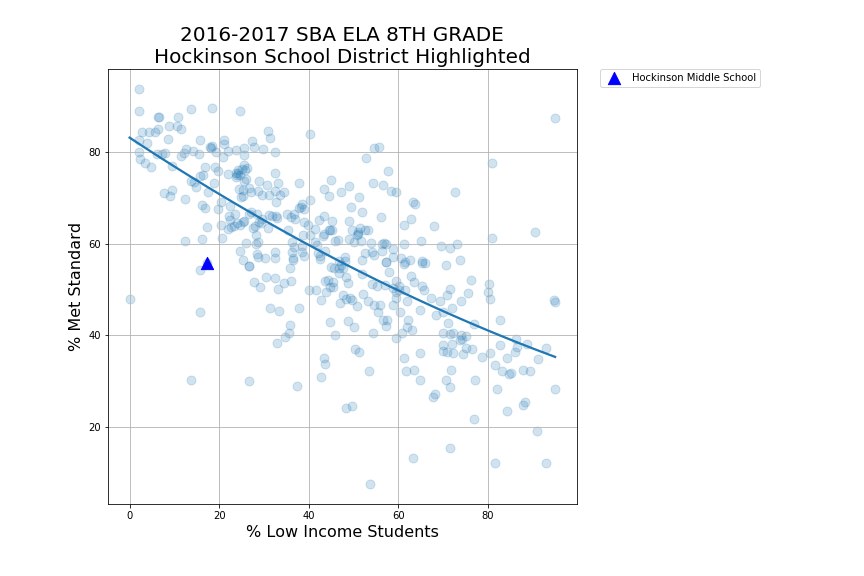 2016-2017 SBA ELA 8TH GRADE
Hockinson School District Highlighted
Hockinson Middle School
% Met Standard
80
60
40
20
0
20
40
60
80
% Low Income Students